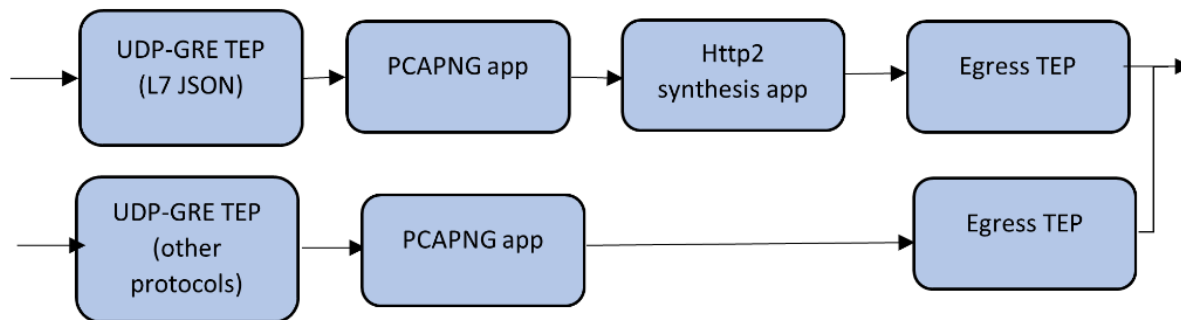 UDP-GRE TEP
(L7 JSON)
PCAPNG app
Http2
synthesis app
Egress TEP
UDP-GRE TEP
(other
protocols)
PCAPNG app
Egress TEP